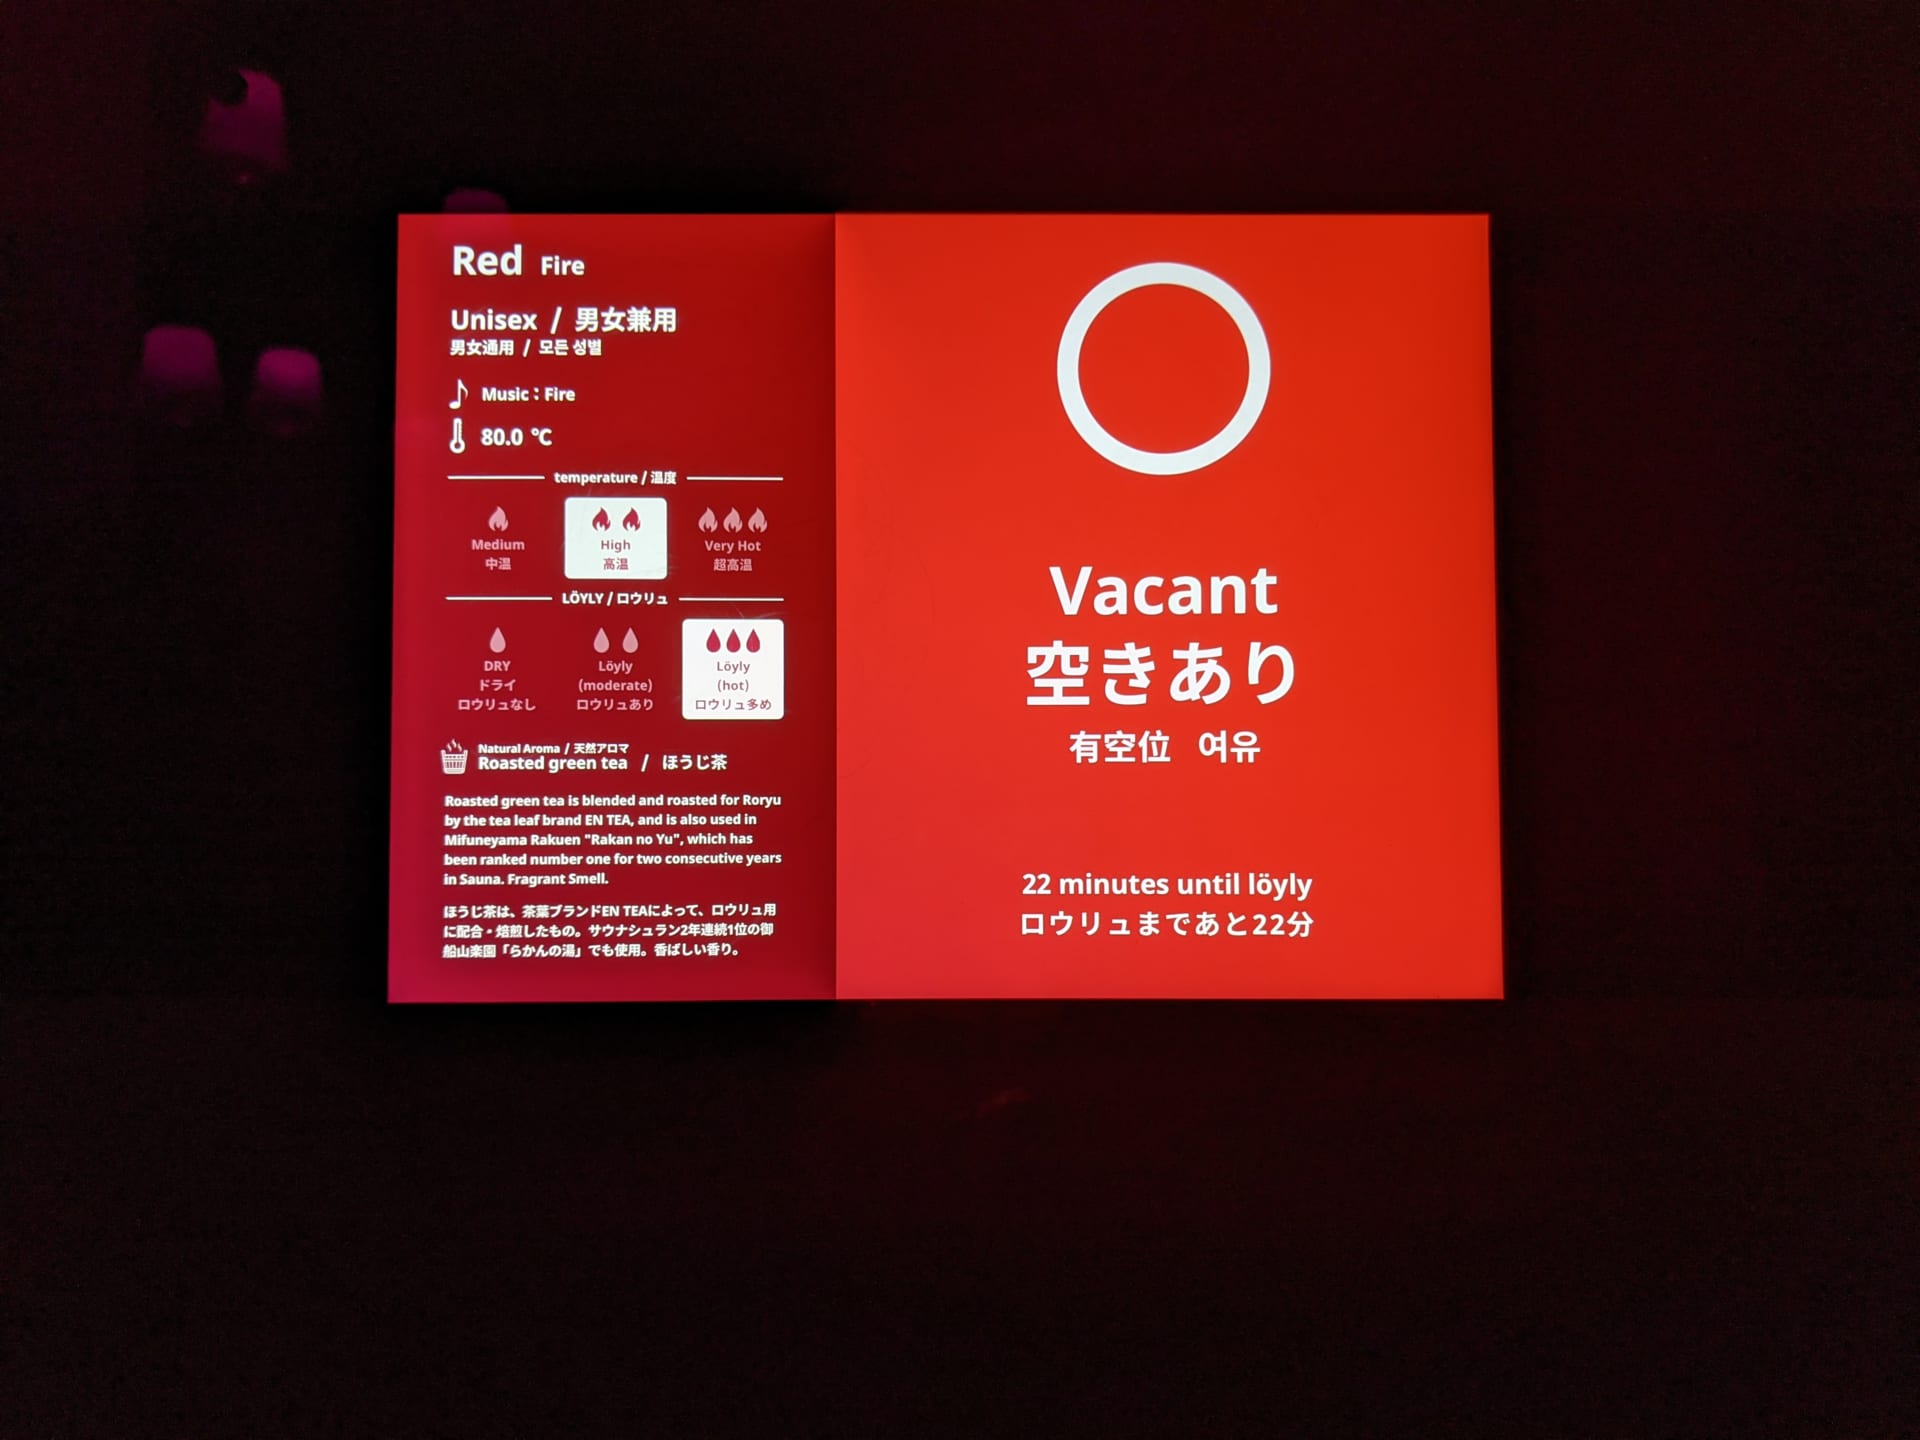 Red Fire
Unisex / 男女兼用
男女通用 / 모든 성별
Music：Fire
80.0 ℃
temperature / 温度
Medium
中温
High
高温
Very Hot
超高温
LÖYLY / ロウリュ
DRY
ドライ
ロウリュなし
Löyly
(moderate)
ロウリュあり
Löyly
(hot)
ロウリュ多め
Natural Aroma / 天然アロマ
Roasted green tea / ほうじ茶
Roasted green tea is blended and roasted for Roryu
by the tea leaf brand EN TEA, and is also used in
Mifuneyama Rakuen "Rakan no Yu", which has
been ranked number one for two consecutive years
in Sauna. Fragrant Smell.
ほうじ茶は、茶葉ブランドEN TEAによって、ロウリュ用
に配合・焙煎したもの。サウナシュラン2年連続1位の御
船山楽園「らかんの湯」でも使用。香ばしい香り。
Vacant
空きあり
有空位 여유
22 minutes until löyly
ロウリュまであと22分